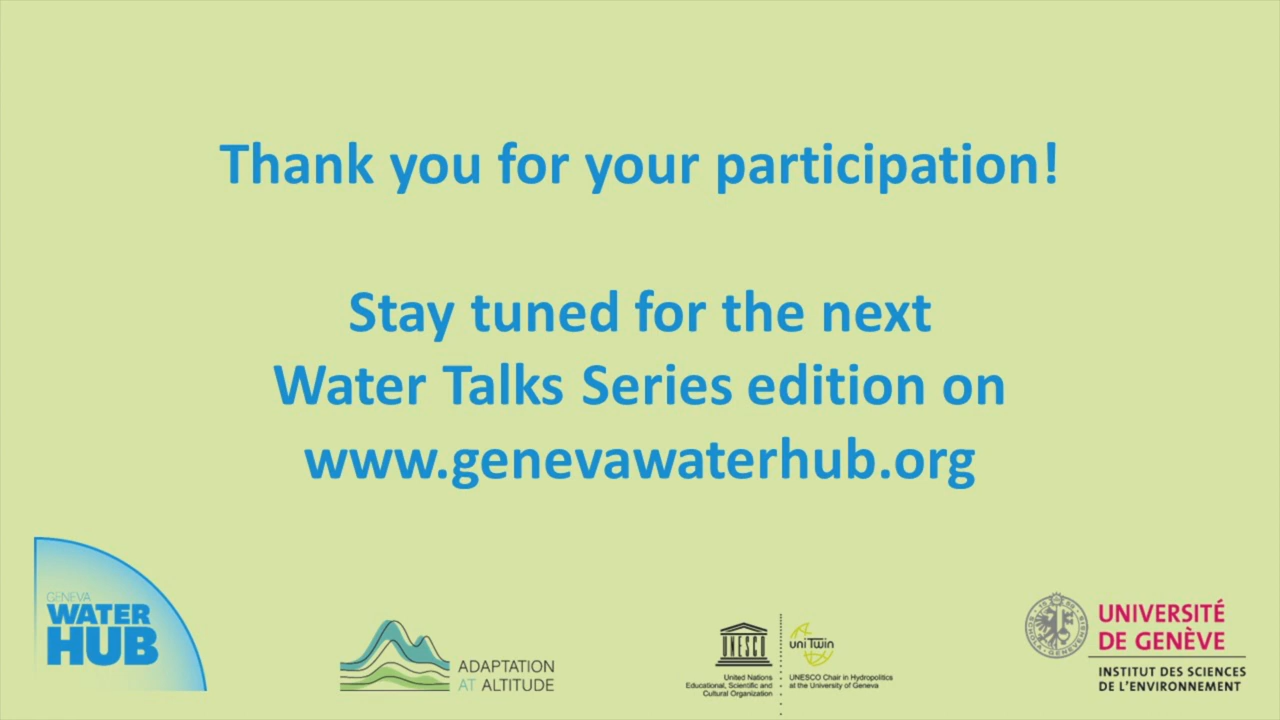 Thank you for your participation!
Stay tuned for the next
Water Talks Series edition on
www.genevawaterhub.org
GENEVA
WATER
HUB
ADAPTATION
AT ALTITUDE
UNESCO
United Nations
Educational, Scientific and
Cultural Organization
uniTwin
UNESCO Chair in Hydropolitics
at the University of Geneva
UNIVERSITÉ
DE GENÈVE
INSTITUT DES SCIENCES
DE L'ENVIRONNEMENT